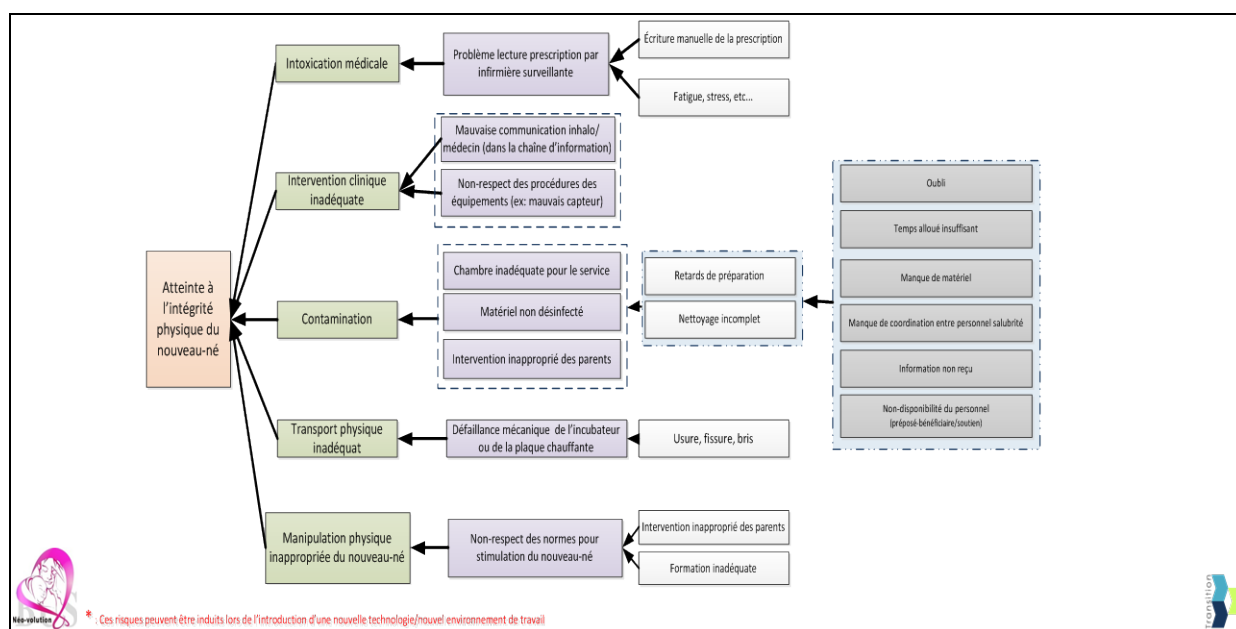 Intoxication médicale
Problème lecture prescription par
infirmière surveillante
Écriture manuelle de la prescription
Fatigue, stress, etc...
Intervention clinique
inadéquate
Mauvaise communication inhalo/
médecin (dans la chaîne d'information)
Non-respect des procédures des
équipements (ex: mauvais capteur)
Atteinte à
l'intégrité
physique du
nouveau-né
Contamination
Chambre inadéquate pour le service
Matériel non désinfecté
Intervention inapproprié des parents
Retards de préparation
Nettoyage incomplet
Oubli
Temps alloué insuffisant
Manque de matériel
Manque de coordination entre personnel salubrité
Information non reçu
Non-disponibilité du personnel
(préposé-bénéficiaire/soutien)
Transport physique
inadéquat
Défaillance mécanique de l'incubateur
ou de la plaque chauffante
Usure, fissure, bris
Manipulation physique
inappropriée du nouveau-né
Non-respect des normes pour
stimulation du nouveau-né
Intervention inapproprié des parents
Formation inadéquate
Néo-volution
* : Ces risques peuvent être induits lors de l'introduction d'une nouvelle technologie/nouvel environnement de travail
transition